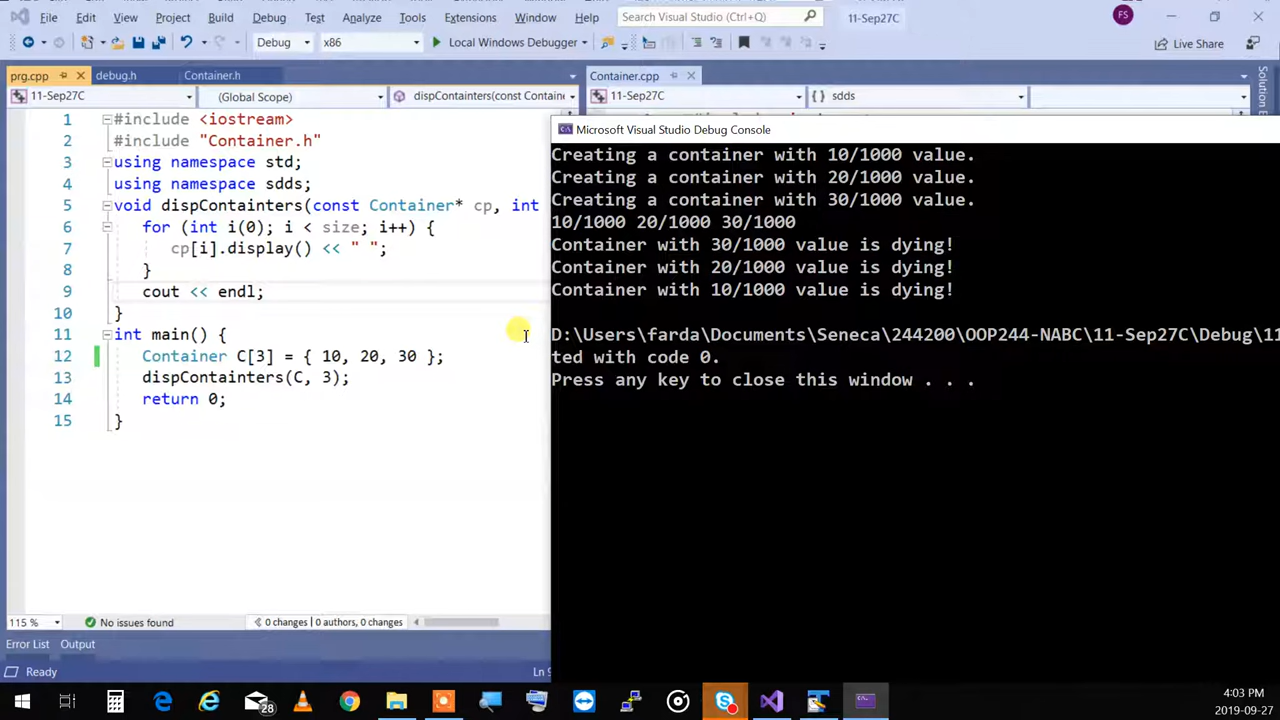 File Edit View Project Build Debug Test Analyze Tools Extensions Window Help Search Visual Studio (Ctrl+Q) 11-Sep27C FS
Debug x86 Local Windows Debugger Live Share
prg.cpp debug.h Container.h Container.cpp
11-Sep27C (Global Scope) dispContainters(const Containe 11-Sep27C {} sdds
1 #include <iostream>
2 #include "Container.h"
3 using namespace std;
4 using namespace sdds;
5 void dispContainters(const Container* cp, int
6 for (int i(0); i < size; i++) {
7 cp[i].display() << " ";
8 }
9 cout << endl;
10 }
11 int main() {
12 Container C[3] = { 10, 20, 30 };
13 dispContainters(C, 3);
14 return 0;
15 }
Microsoft Visual Studio Debug Console
Creating a container with 10/1000 value.
Creating a container with 20/1000 value.
Creating a container with 30/1000 value.
10/1000 20/1000 30/1000
Container with 30/1000 value is dying!
Container with 20/1000 value is dying!
Container with 10/1000 value is dying!
D:\Users\farda\Documents\Seneca\244200\OOP244-NABC\11-Sep27C\Debug\11
ted with code 0.
Press any key to close this window . . .
115 % No issues found 0 changes | 0 authors, 0 changes
Error List Output
Ready Ln
28
4:03 PM
2019-09-27